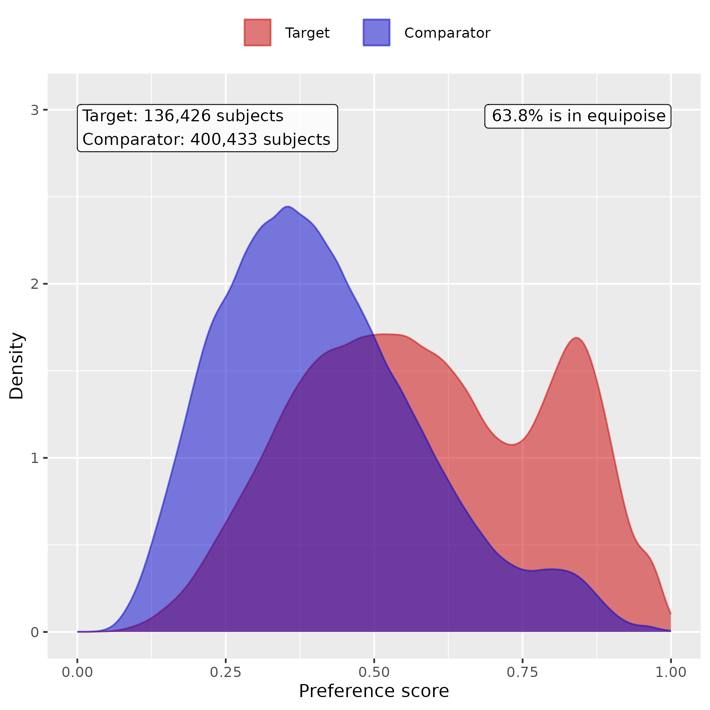 Target Comparator
Target: 136,426 subjects
Comparator: 400,433 subjects
63.8% is in equipoise
Density
3
2
1
0
0.00 0.25 0.50 0.75 1.00
Preference score